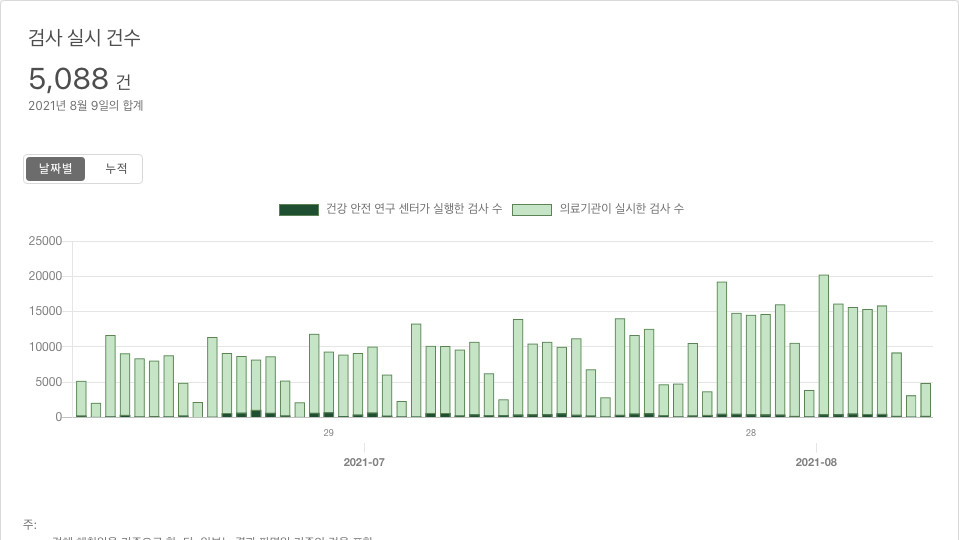 검사 실시 건수
5,088 건
2021년 8월 9일의 합계
날짜별 누적
건강 안전 연구 센터가 실행한 검사 수 의료기관이 실시한 검사 수
25000
20000
15000
10000
5000
0
29 28
2021-07 2021-08
주: